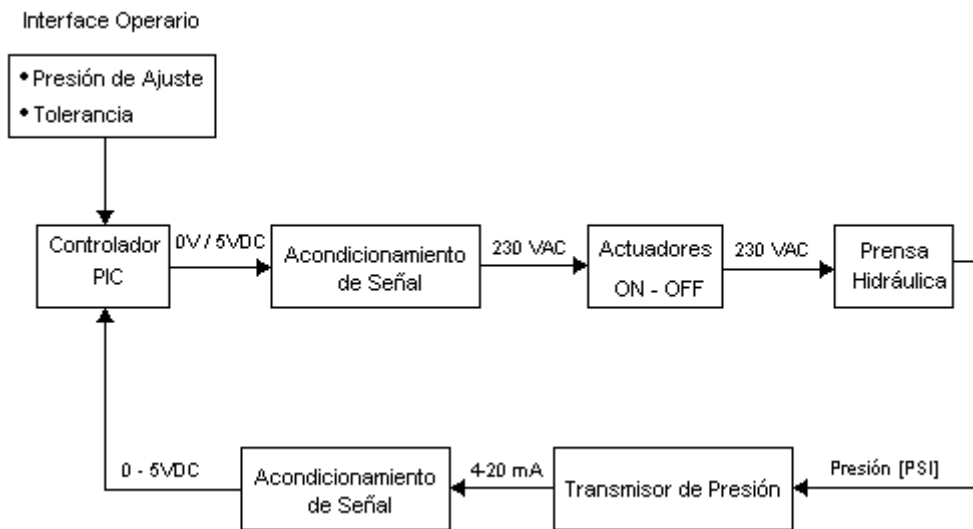 Interface Operario
• Presión de Ajuste
• Tolerancia
Controlador
PIC
0V / 5VDC
Acondicionamiento
de Señal
230 VAC
Actuadores
ON - OFF
230 VAC
Prensa
Hidráulica
0 - 5VDC
Acondicionamiento
de Señal
4-20 mA
Transmisor de Presión
Presión [PSI]